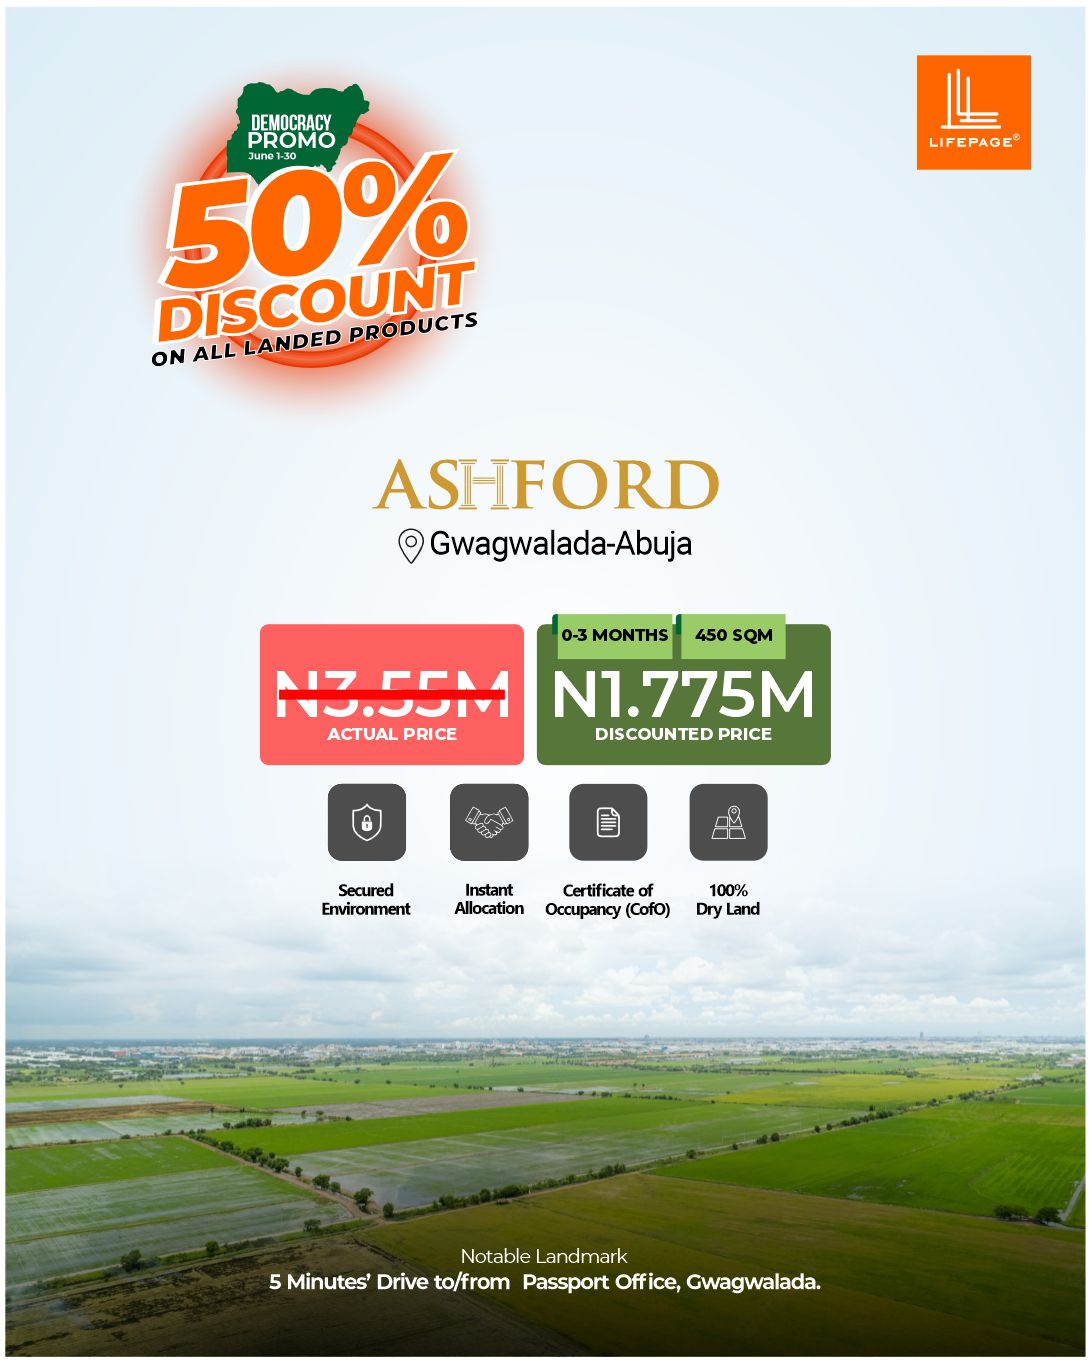 DEMOCRACY
PROMO
June 1-30
50%
DISCOUNT
ON ALL LANDED PRODUCTS
LIFEPAGE®
ASHFORD
Gwagwalada-Abuja
N3.55M
ACTUAL PRICE
0-3 MONTHS
450 SQM
N1.775M
DISCOUNTED PRICE
Secured
Environment
Instant
Allocation
Certificate of
Occupancy (CofO)
100%
Dry Land
Notable Landmark
5 Minutes’ Drive to/from Passport Office, Gwagwalada.